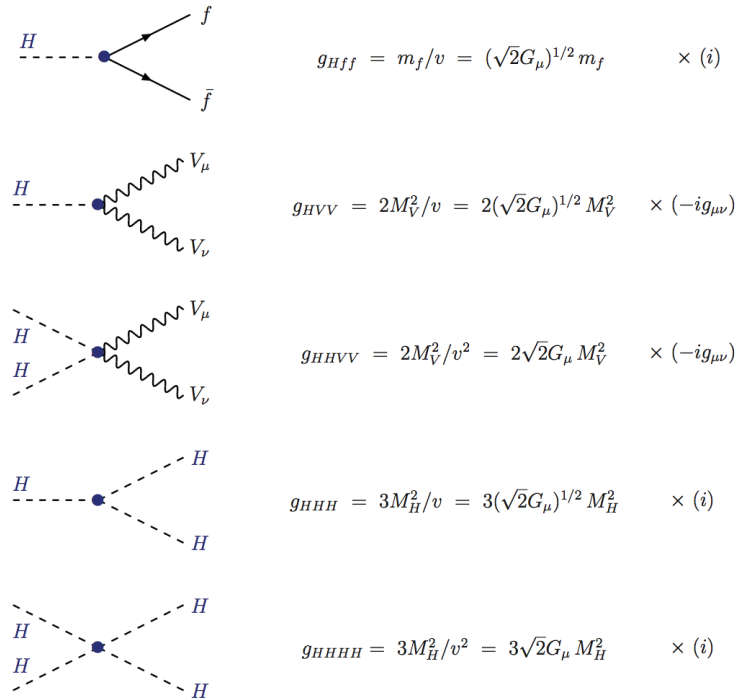 f
H
g_{Hff} = m_f/v = (√2G_μ)^{1/2} m_f × (i)
f̄
V_μ
H
g_{HVV} = 2M_V^2/v = 2(√2G_μ)^{1/2} M_V^2 × (−ig_{μν})
V_ν
V_μ
H
H
g_{HHVV} = 2M_V^2/v^2 = 2√2G_μ M_V^2 × (−ig_{μν})
V_ν
H
H
g_{HHH} = 3M_H^2/v = 3(√2G_μ)^{1/2} M_H^2 × (i)
H
H
H
H
g_{HHHH} = 3M_H^2/v^2 = 3√2G_μ M_H^2 × (i)
H